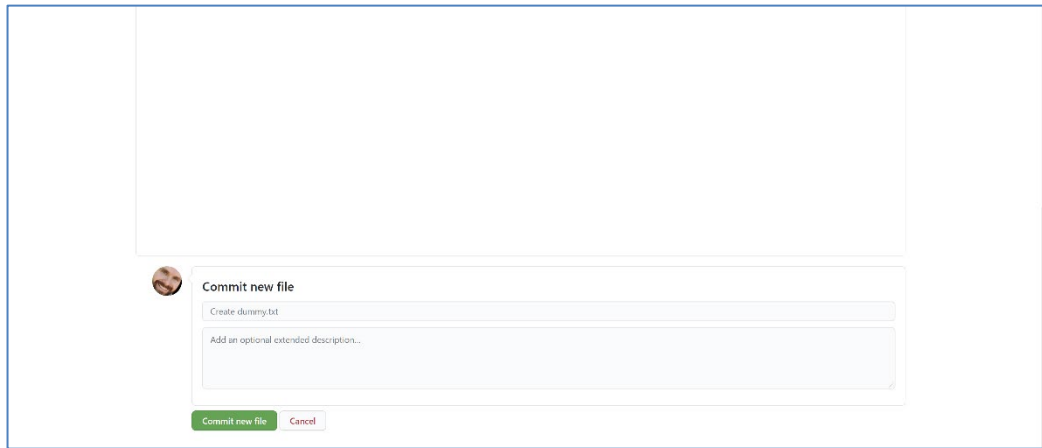 Commit new file
Create dummy.txt
Add an optional extended description...
Commit new file
Cancel